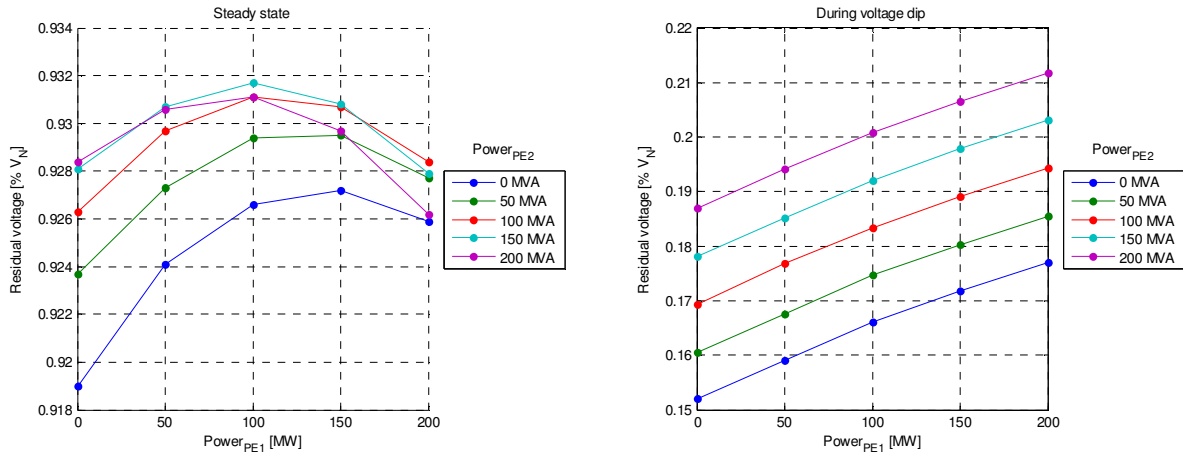 Steady state
0.934
0.932
0.93
0.928
0.926
0.924
0.922
0.92
0.918
Residual voltage [% V_N]
0
50
100
150
200
Power_PE1 [MW]
Power_PE2
0 MVA
50 MVA
100 MVA
150 MVA
200 MVA
During voltage dip
0.22
0.21
0.2
0.19
0.18
0.17
0.16
0.15
Residual voltage [% V_N]
0
50
100
150
200
Power_PE1 [MW]
Power_PE2
0 MVA
50 MVA
100 MVA
150 MVA
200 MVA